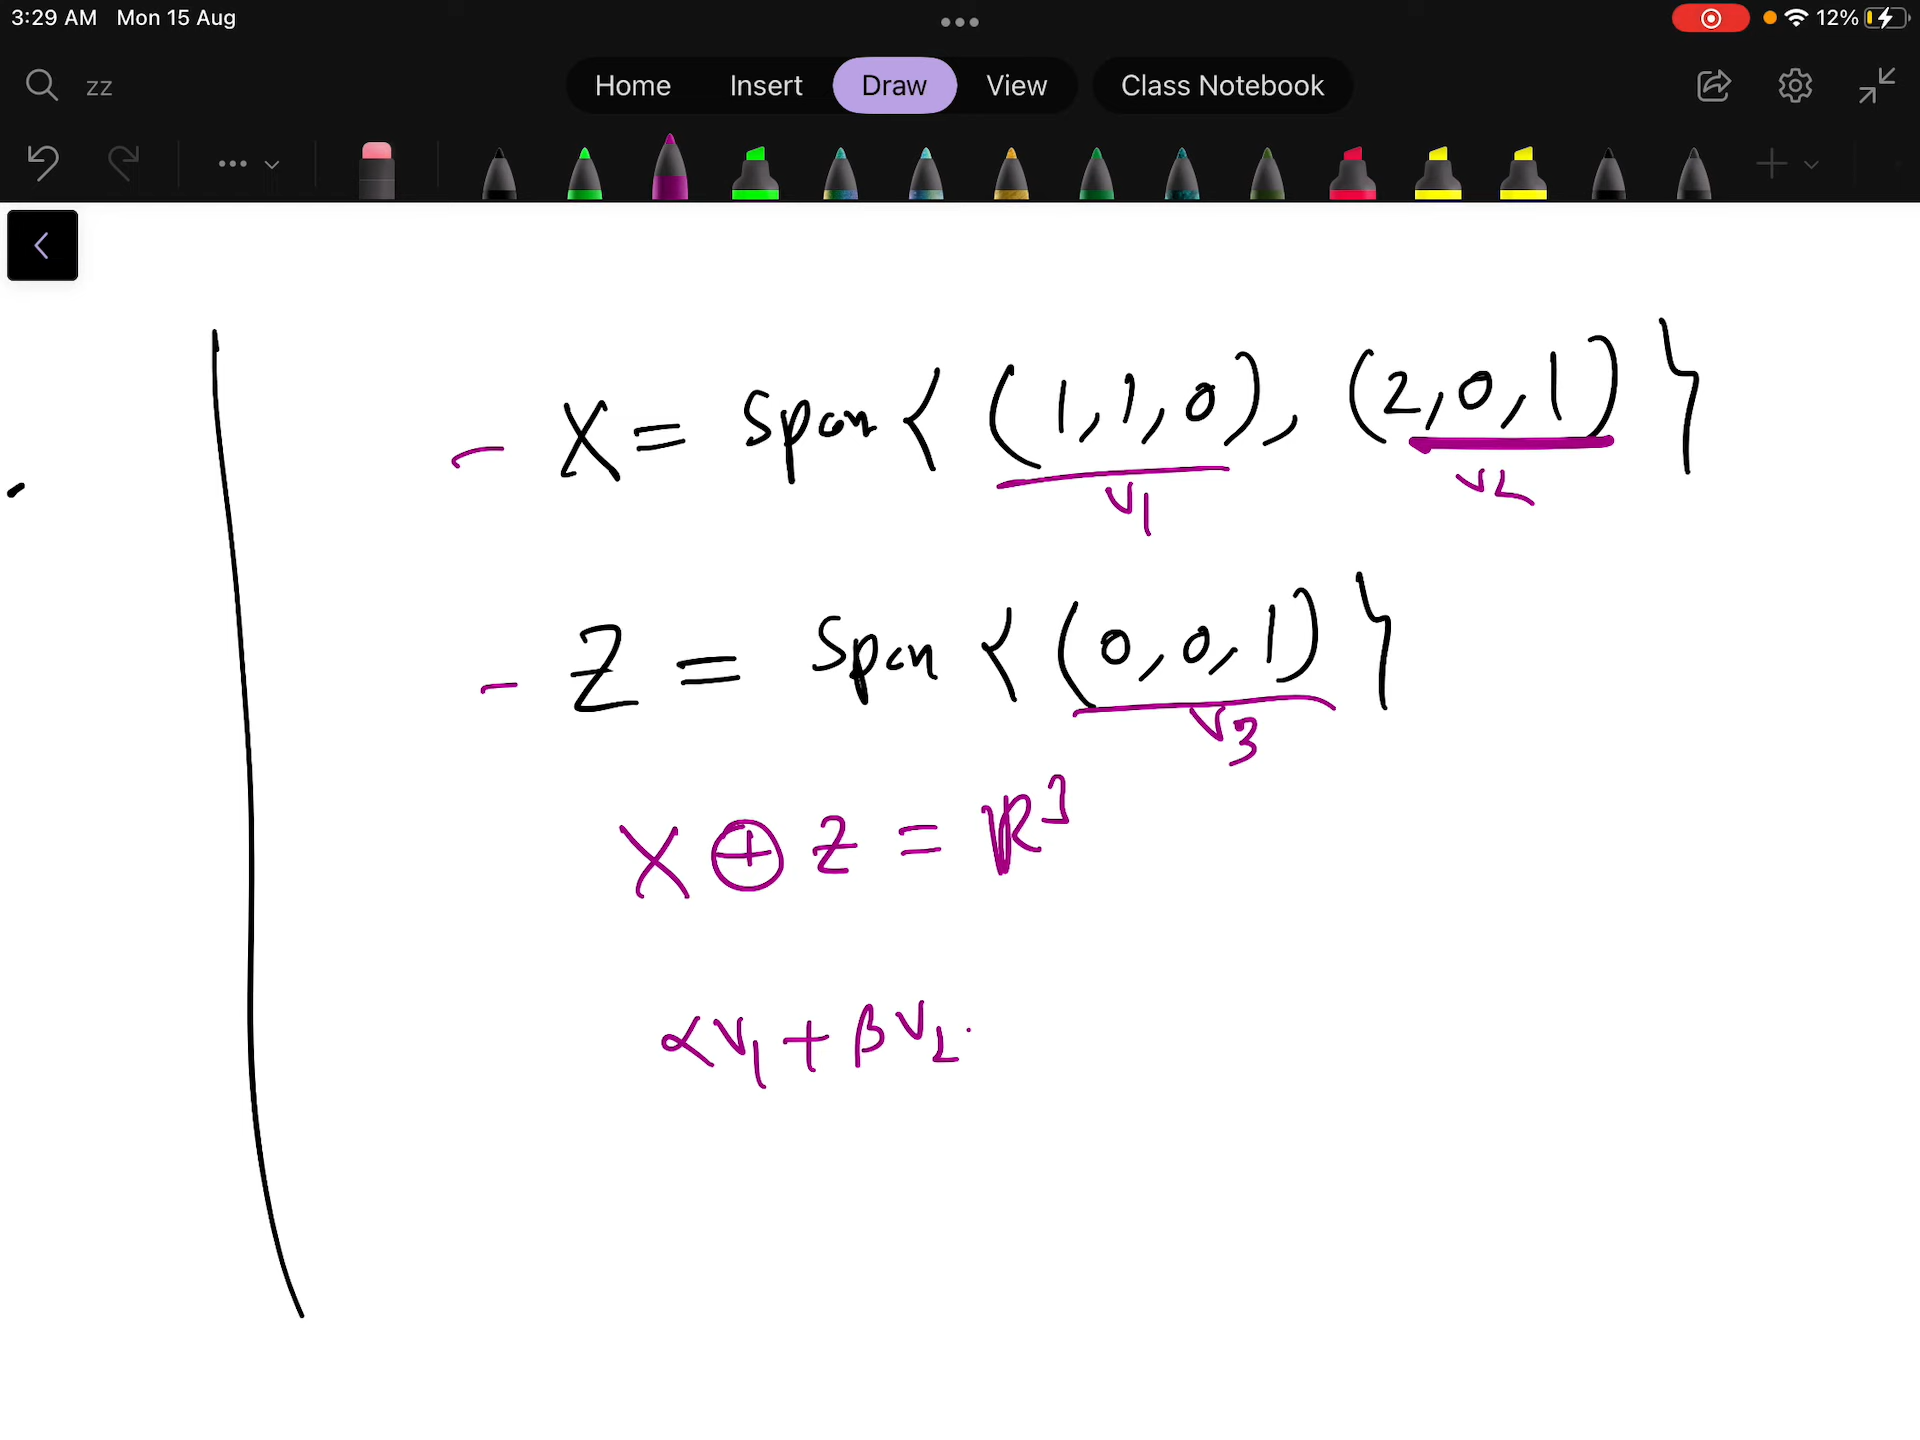 3:29 AM Mon 15 Aug
12%
zz
Home Insert Draw View Class Notebook
- X = Span { (1,1,0), (2,0,1) }
v1 v2
- Z = Span { (0,0,1) }
v3
X ⊕ Z = ℝ³
αv1 + βv2.